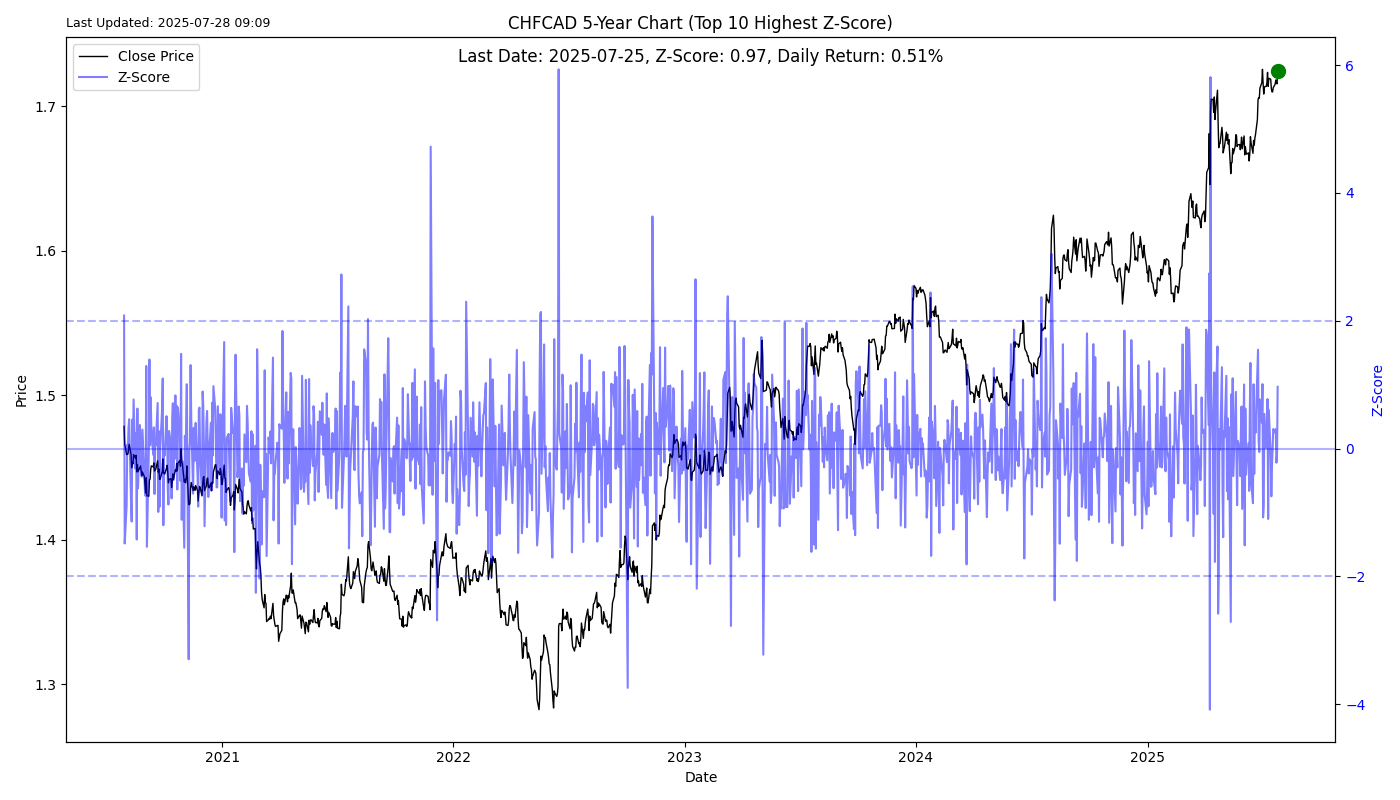 Last Updated: 2025-07-28 09:09
CHFCAD 5-Year Chart (Top 10 Highest Z-Score)
Last Date: 2025-07-25, Z-Score: 0.97, Daily Return: 0.51%
Close Price
Z-Score
1.7
1.6
1.5
1.4
1.3
Price
6
4
2
0
−2
−4
Z-Score
2021
2022
2023
2024
2025
Date